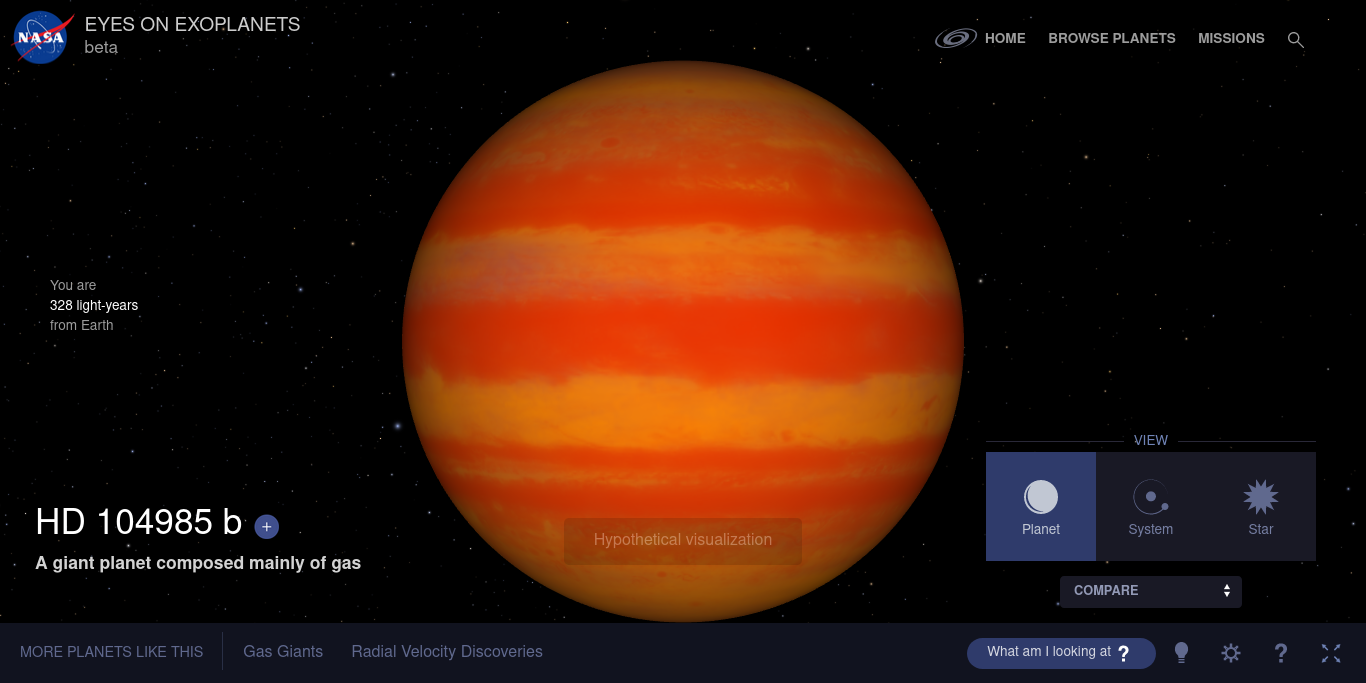 NASA
EYES ON EXOPLANETS
beta
HOME
BROWSE PLANETS
MISSIONS
You are
328 light-years
from Earth
HD 104985 b +
A giant planet composed mainly of gas
Hypothetical visualization
VIEW
Planet
System
Star
COMPARE
MORE PLANETS LIKE THIS
Gas Giants
Radial Velocity Discoveries
What am I looking at ?
?